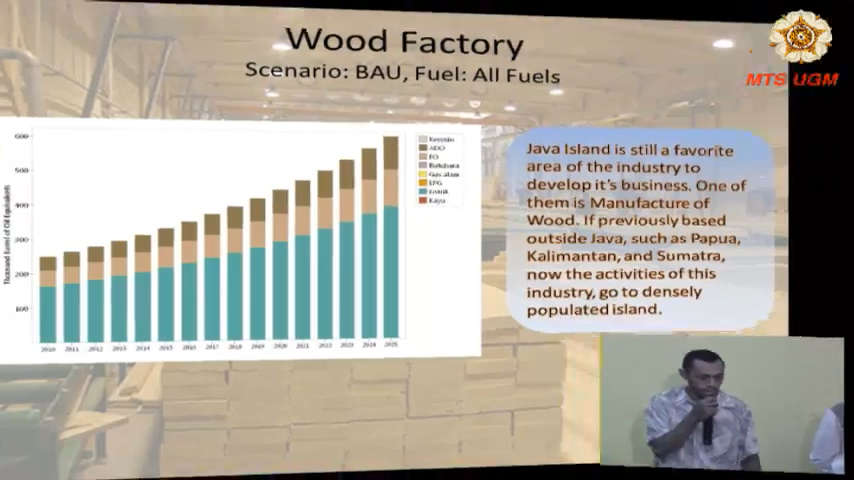 Wood Factory
Scenario: BAU, Fuel: All Fuels
MTS UGM
Java Island is still a favorite
area of the industry to
develop it's business. One of
them is Manufacture of
Wood. If previously based
outside Java, such as Papua,
Kalimantan, and Sumatra,
now the activities of this
industry, go to densely
populated island.
Thousand Barrel of Oil Equivalents
600
500
400
300
200
100
2010 2011 2012 2013 2014 2015 2016 2017 2018 2019 2020 2021 2022 2023 2024 2025
Kerosin
ADO
FO
Batubara
Gas alam
LPG
Listrik
Kayu